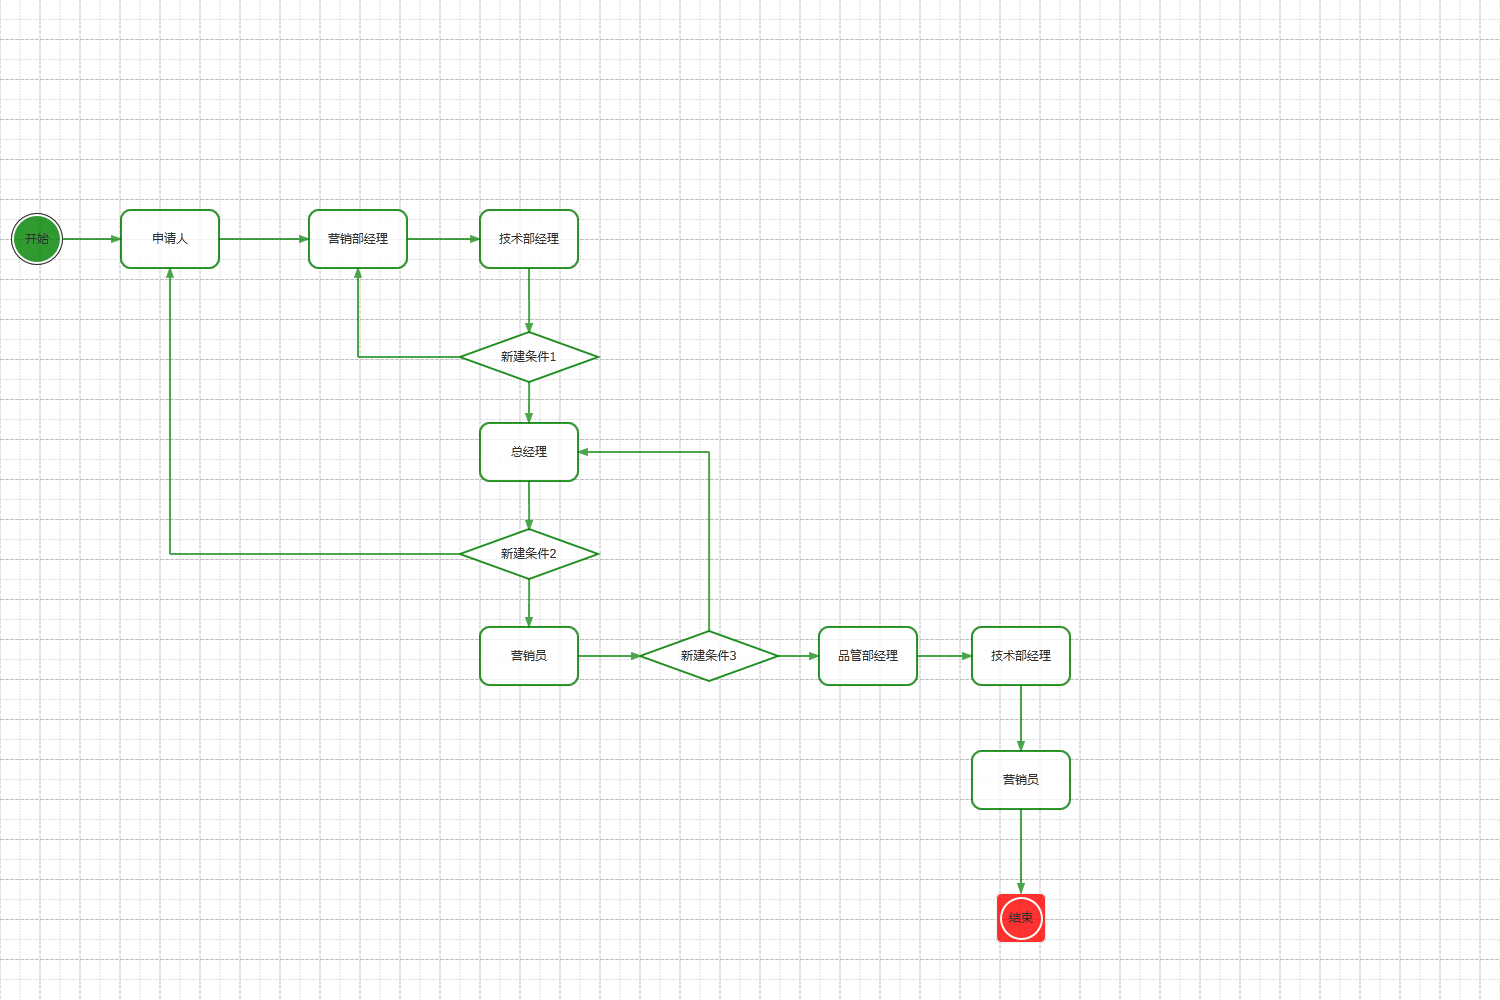 开始
申请人
营销部经理
技术部经理
新建条件1
总经理
新建条件2
营销员
新建条件3
品管部经理
技术部经理
营销员
结束